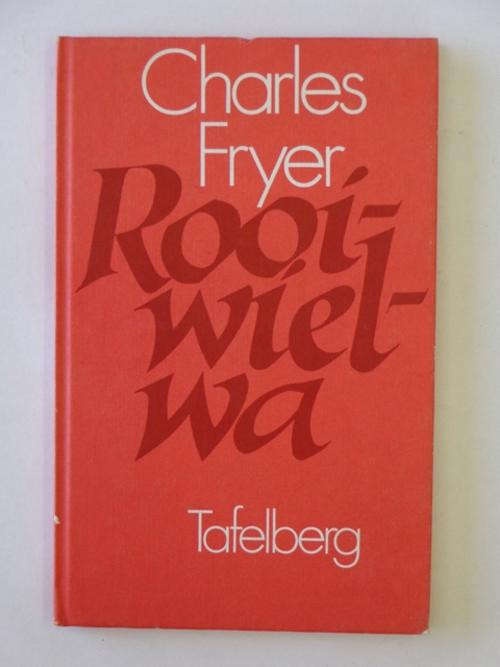 Charles
Fryer
Rooi-
wiel-
wa
Tafelberg